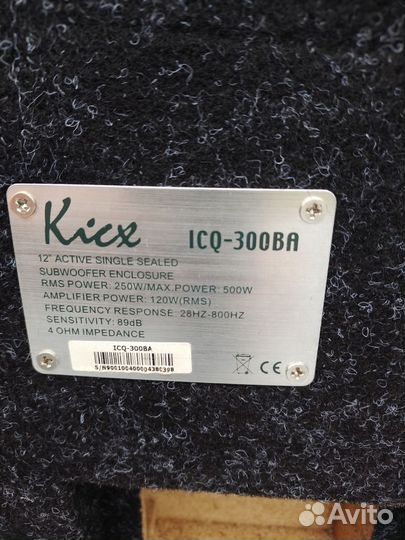 Kicx ICQ-300BA
12" ACTIVE SINGLE SEALED
SUBWOOFER ENCLOSURE
RMS POWER: 250W/MAX.POWER: 500W
AMPLIFIER POWER: 120W(RMS)
FREQUENCY RESPONSE: 28HZ-800HZ
SENSITIVITY: 89dB
4 OHM IMPEDANCE
ICQ-300BA
S/N90010040000438039B
CE
Avito